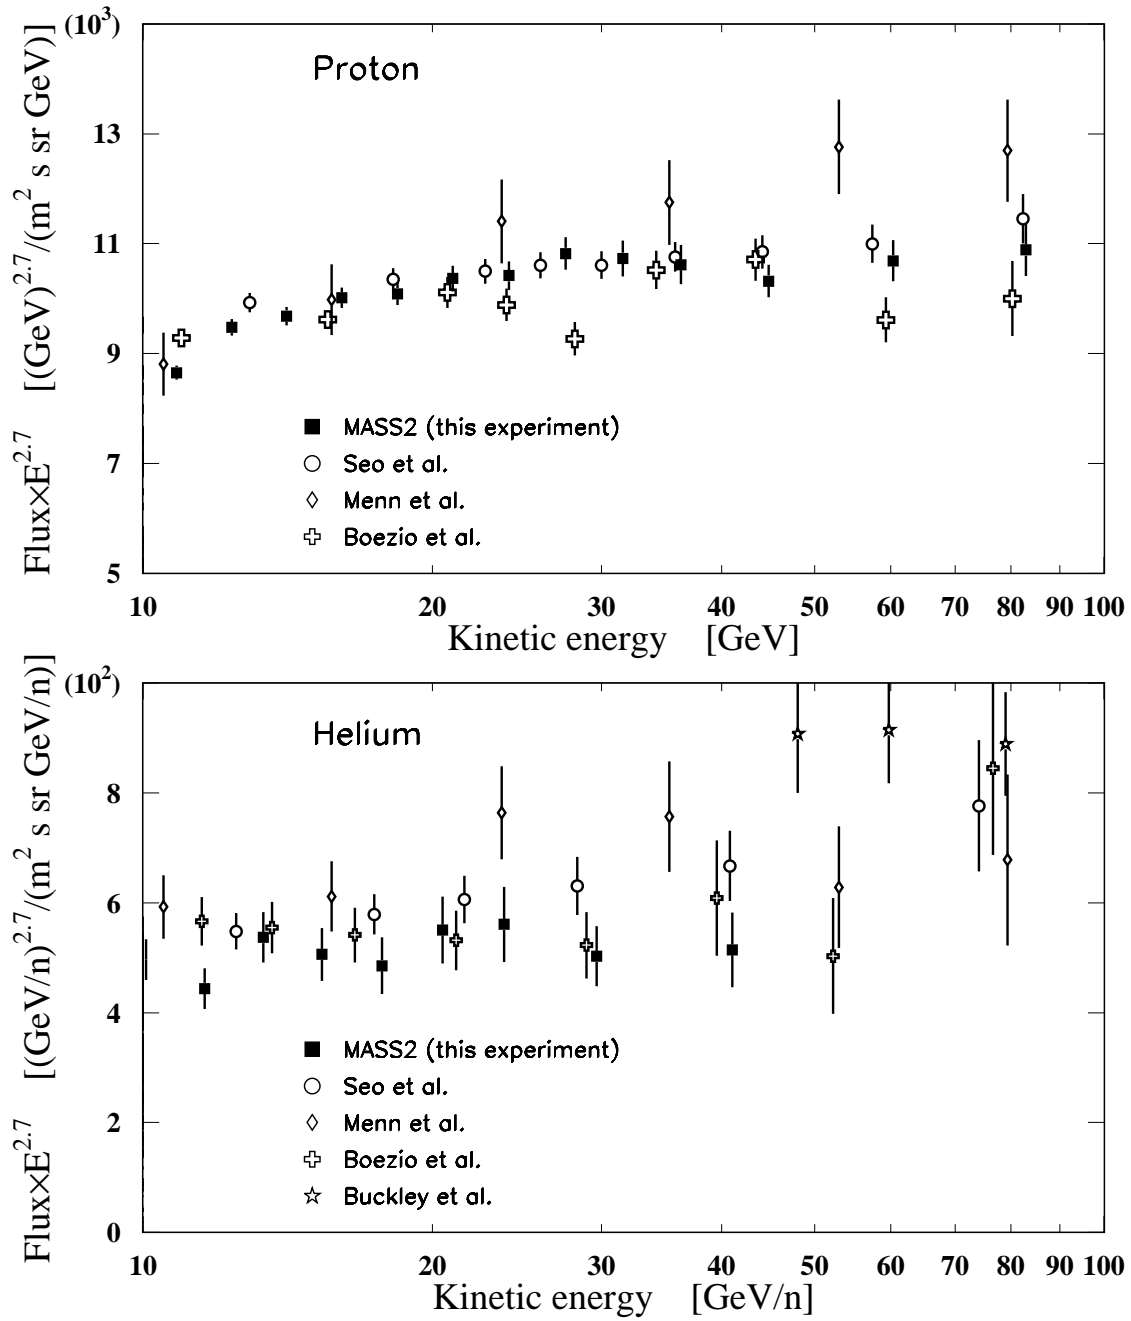 (10³)
Proton
13
11
9
7
5
Flux×E²·⁷ [(GeV)²·⁷/(m² s sr GeV)]
MASS2 (this experiment)
Seo et al.
Menn et al.
Boezio et al.
10 20 30 40 50 60 70 80 90 100
Kinetic energy [GeV]
(10²)
Helium
8
6
4
2
0
Flux×E²·⁷ [(GeV/n)²·⁷/(m² s sr GeV/n)]
MASS2 (this experiment)
Seo et al.
Menn et al.
Boezio et al.
Buckley et al.
10 20 30 40 50 60 70 80 90 100
Kinetic energy [GeV/n]